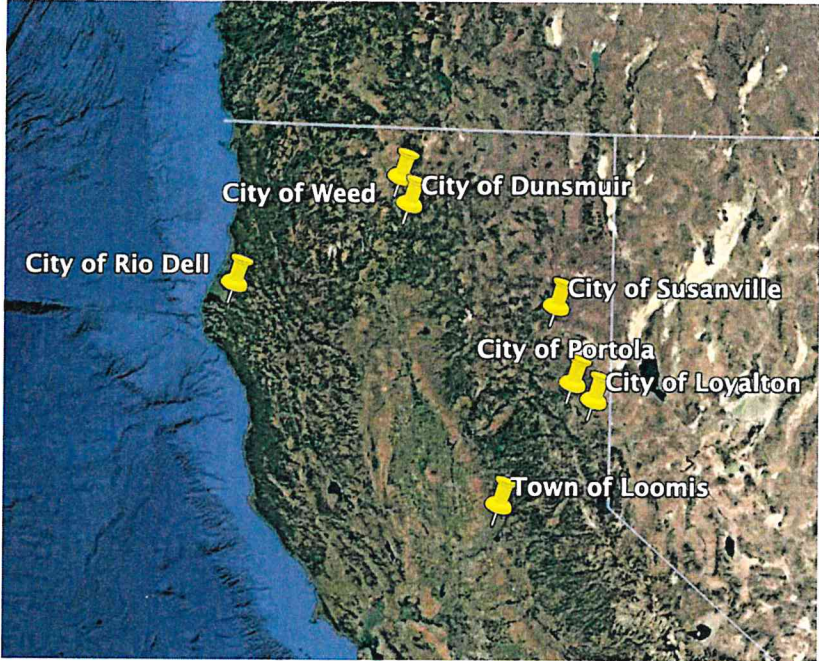 City of Weed
City of Dunsmuir
City of Rio Dell
City of Susanville
City of Portola
City of Loyalton
Town of Loomis